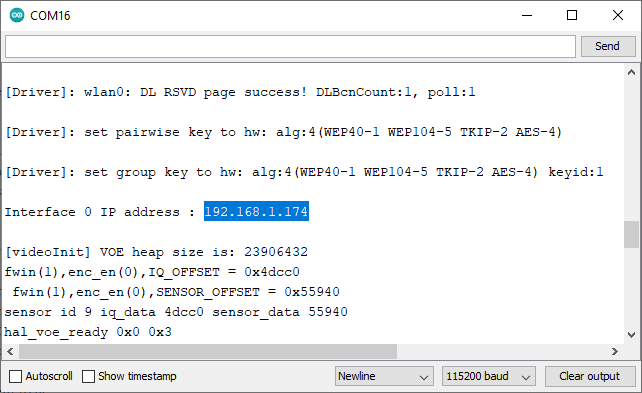 COM16
Send
[Driver]: wlan0: DL RSVD page success! DLBcnCount:1, poll:1
[Driver]: set pairwise key to hw: alg:4(WEP40-1 WEP104-5 TKIP-2 AES-4)
[Driver]: set group key to hw: alg:4(WEP40-1 WEP104-5 TKIP-2 AES-4) keyid:1
Interface 0 IP address : 192.168.1.174
[videoInit] VOE heap size is: 23906432
fwin(1),enc_en(0),IQ_OFFSET = 0x4dcc0
 fwin(1),enc_en(0),SENSOR_OFFSET = 0x55940
sensor id 9 iq_data 4dcc0 sensor_data 55940
hal_voe_ready 0x0 0x3
Autoscroll Show timestamp Newline 115200 baud Clear output